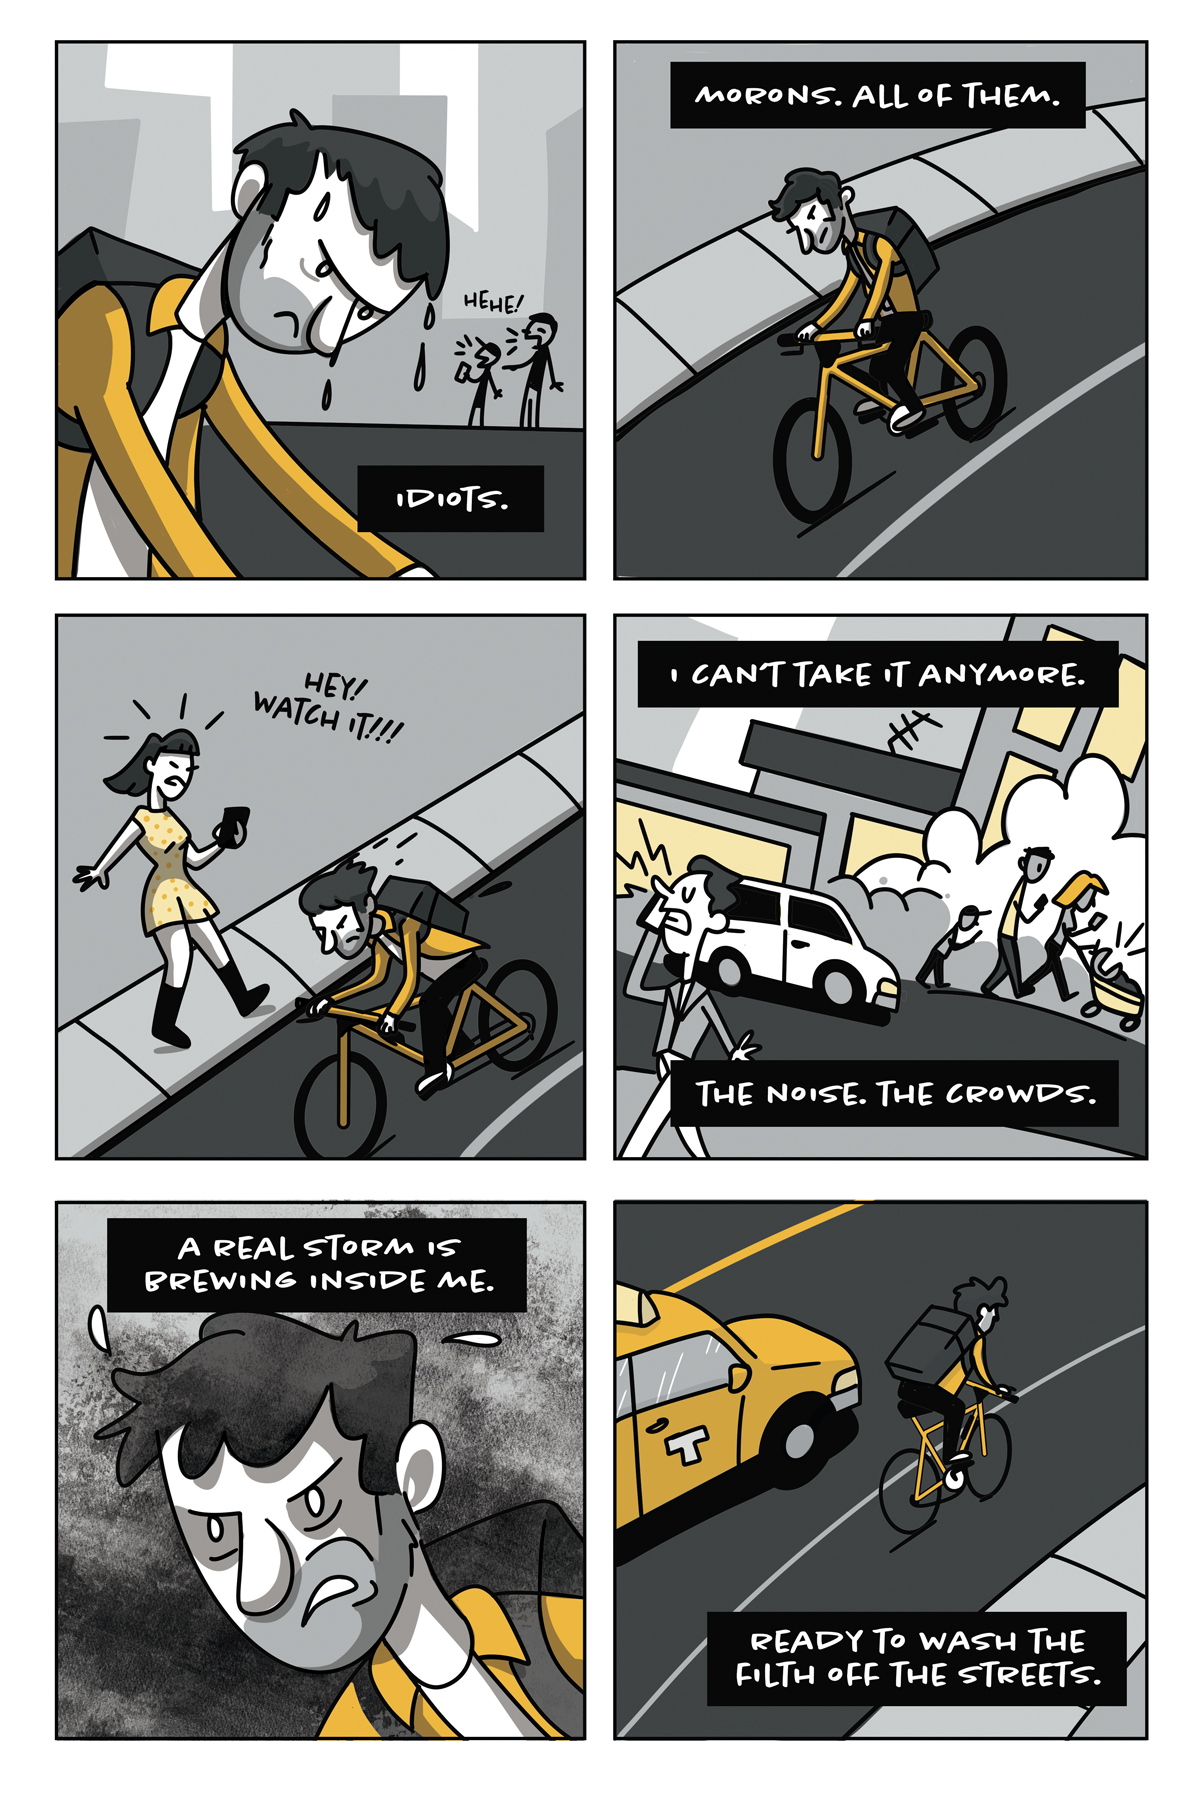 HEHE!
IDIOTS.
MORONS. ALL OF THEM.
HEY!
WATCH IT!!!
I CAN'T TAKE IT ANYMORE.
THE NOISE. THE CROWDS.
A REAL STORM IS
BREWING INSIDE ME.
T
READY TO WASH THE
FILTH OFF THE STREETS.